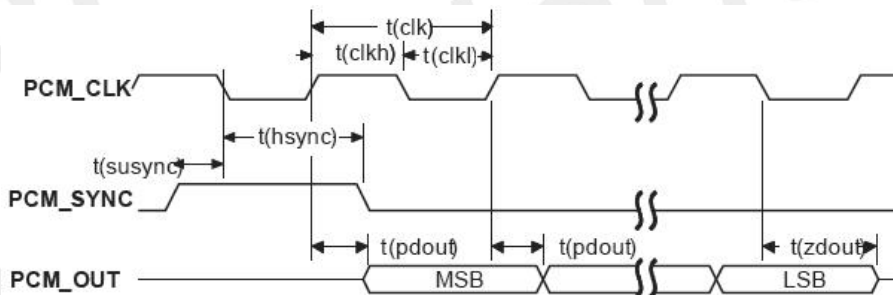 t(clk)
t(clkh)
t(clkl)
PCM_CLK
t(hsync)
t(susync)
PCM_SYNC
t(pdout)
t(pdout)
t(zdout)
PCM_OUT
MSB
LSB